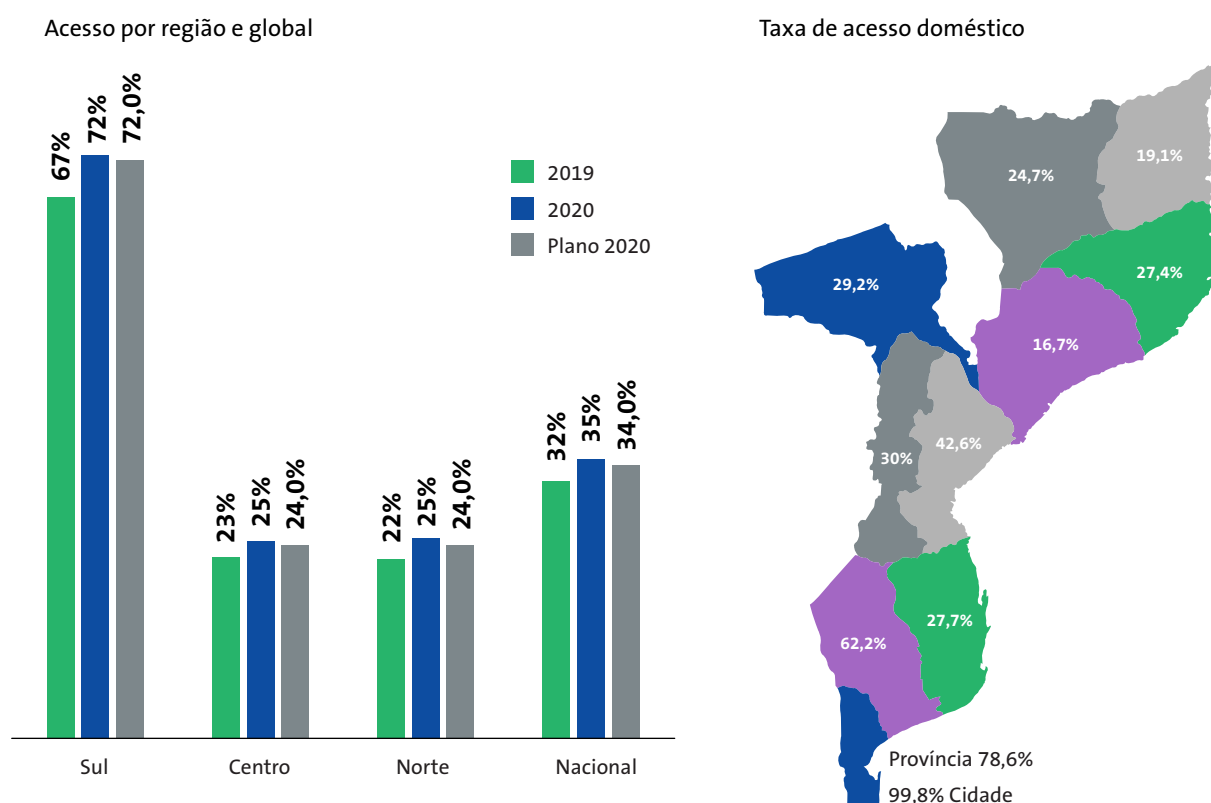 Acesso por região e global
67%
72%
72,0%
23%
25%
24,0%
22%
25%
24,0%
32%
35%
34,0%
2019
2020
Plano 2020
Sul
Centro
Norte
Nacional
Taxa de acesso doméstico
19,1%
24,7%
27,4%
29,2%
16,7%
42,6%
30%
27,7%
62,2%
Província 78,6%
99,8% Cidade